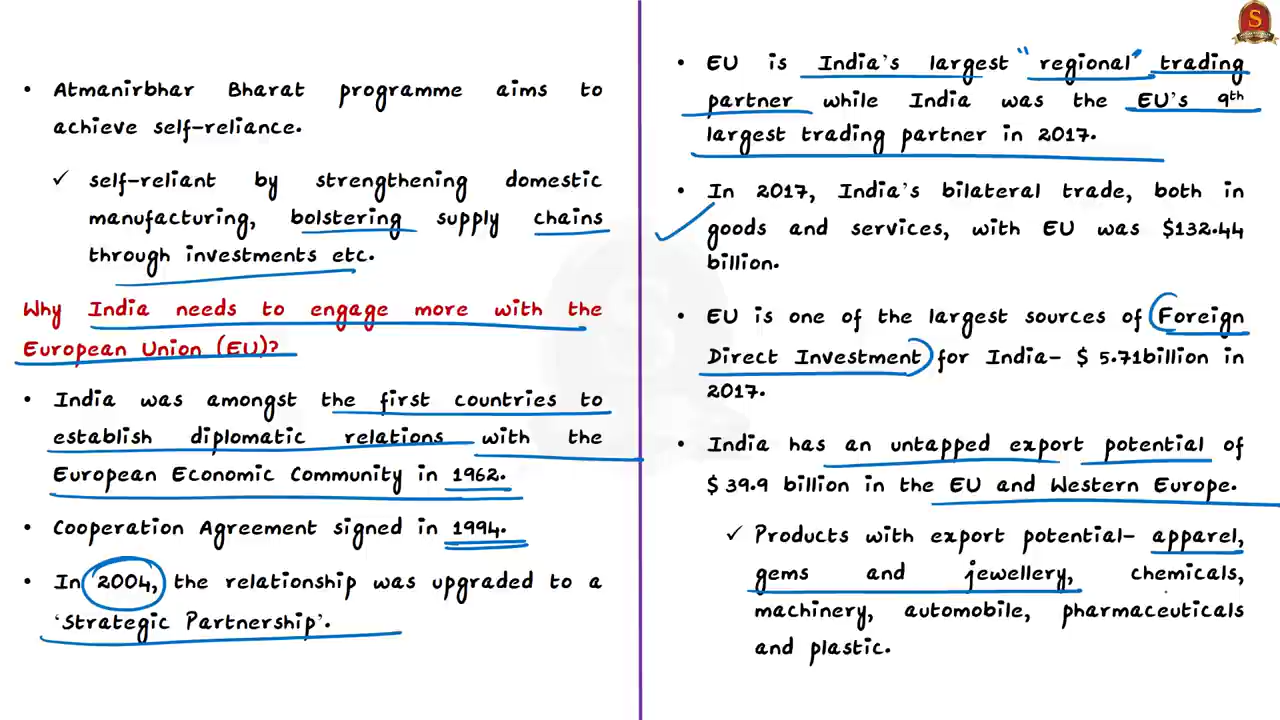 • Atmanirbhar Bharat programme aims to
achieve self-reliance.
✓ self-reliant by strengthening domestic
manufacturing, bolstering supply chains
through investments etc.
Why India needs to engage more with the
European Union (EU)?
• India was amongst the first countries to
establish diplomatic relations with the
European Economic Community in 1962.
• Cooperation Agreement signed in 1994.
• In 2004, the relationship was upgraded to a
‘Strategic Partnership’.
• EU is India’s largest “regional” trading
partner while India was the EU’s 9th
largest trading partner in 2017.
• In 2017, India’s bilateral trade, both in
goods and services, with EU was $132.44
billion.
• EU is one of the largest sources of Foreign
Direct Investment for India- $ 5.71billion in
2017.
• India has an untapped export potential of
$ 39.9 billion in the EU and Western Europe.
✓ Products with export potential- apparel,
gems and jewellery, chemicals,
machinery, automobile, pharmaceuticals
and plastic.
S